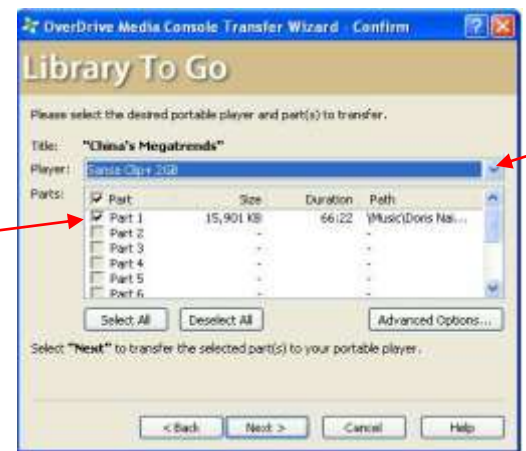 OverDrive Media Console Transfer Wizard - Confirm
Library To Go
Please select the desired portable player and part(s) to transfer.
Title: "China's Megatrends"
Player: Sansa Clip+ 2GB
Parts: Part Size Duration Path
Part 1 15,901 KB 66:22 \Music\Doris Nai...
Part 2 - -
Part 3 - -
Part 4 - -
Part 5 - -
Part 6 - -
Select All Deselect All Advanced Options...
Select "Next" to transfer the selected part(s) to your portable player.
< Back Next > Cancel Help